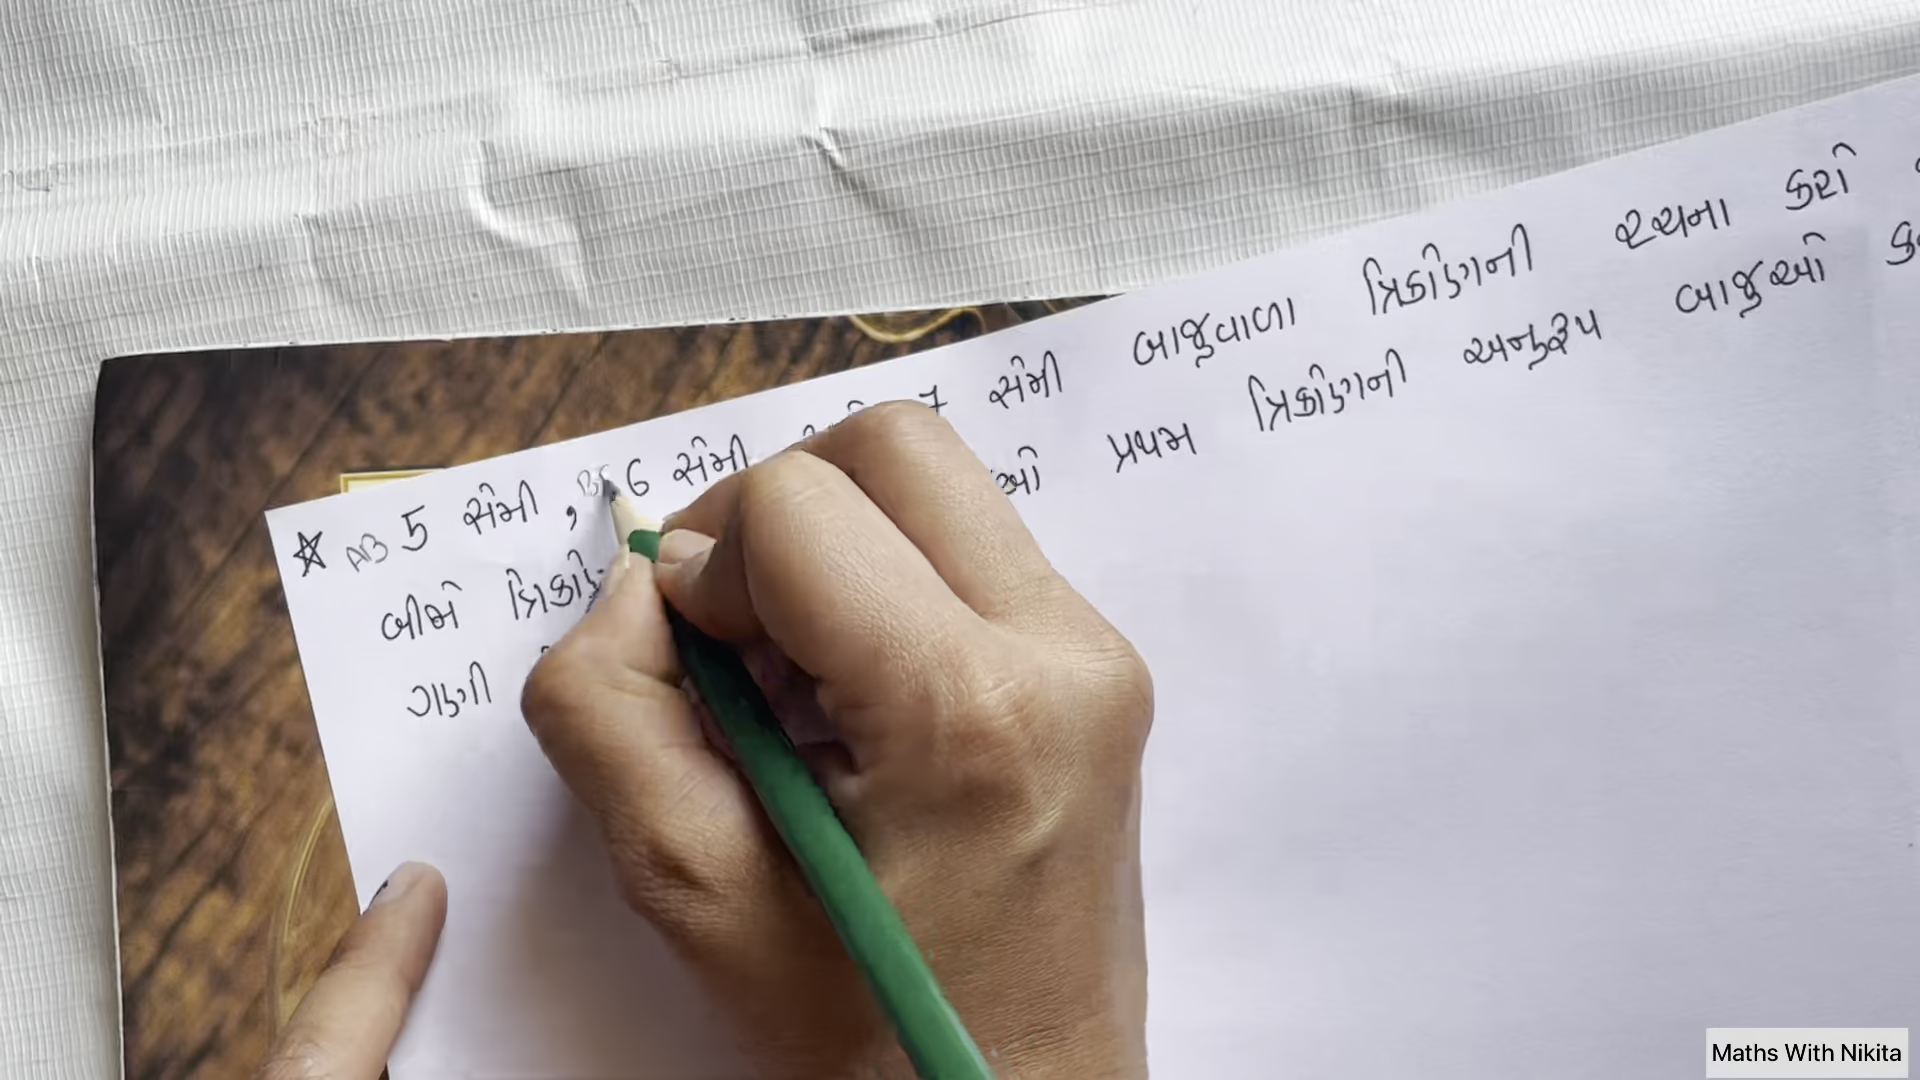 ☆ AB 5 સેમી , BC 6 સેમી 7 સેમી બાજુવાળા ત્રિકોણની રચના કરો
બીજો ત્રિકોણ પ્રથમ ત્રિકોણની અનુરૂપ બાજુઓ
ગણી
Maths With Nikita